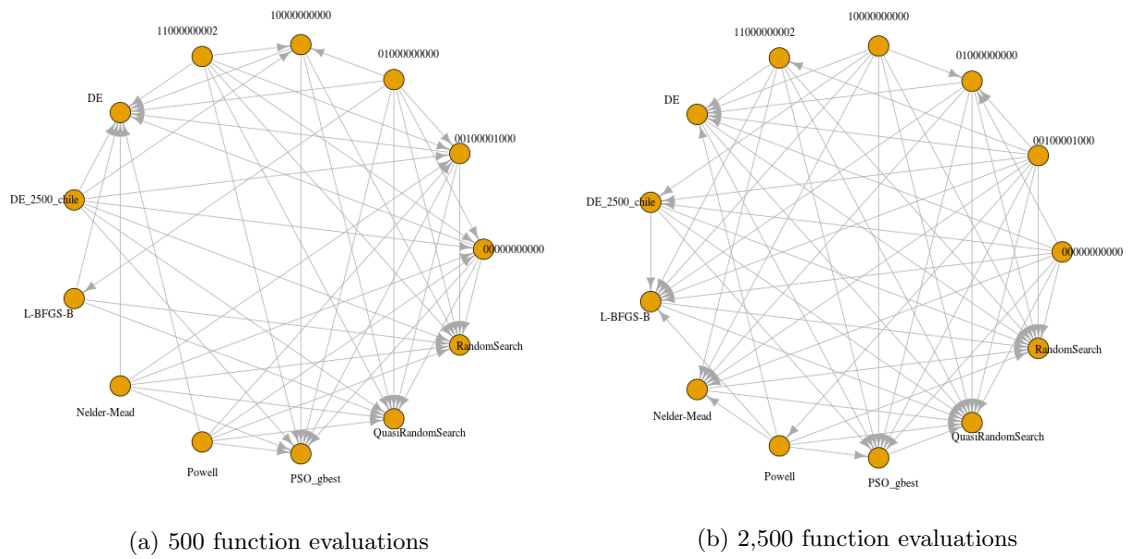 10000000000
11000000002
01000000000
DE
00100001000
DE_2500_chile
00000000000
L-BFGS-B
RandomSearch
Nelder-Mead
QuasiRandomSearch
Powell
PSO_gbest
(a) 500 function evaluations
10000000000
11000000002
01000000000
DE
00100001000
DE_2500_chile
00000000000
L-BFGS-B
RandomSearch
Nelder-Mead
QuasiRandomSearch
Powell
PSO_gbest
(b) 2,500 function evaluations